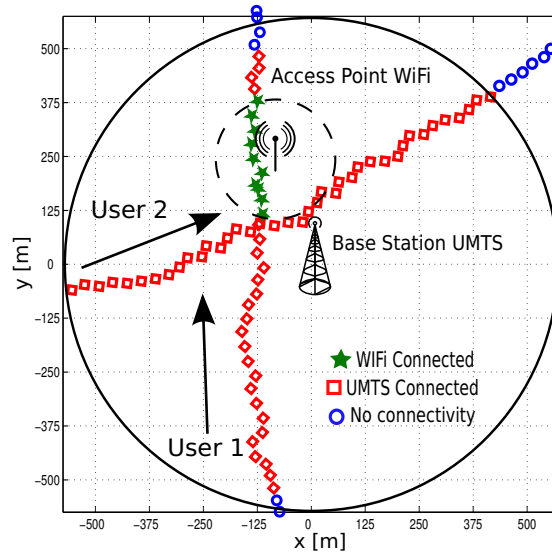 500
375
250
125
0
−125
−250
−375
−500
y [m]
Access Point WiFi
User 2
Base Station UMTS
WIFi Connected
UMTS Connected
No connectivity
User 1
−500 −375 −250 −125 0 125 250 375 500
x [m]